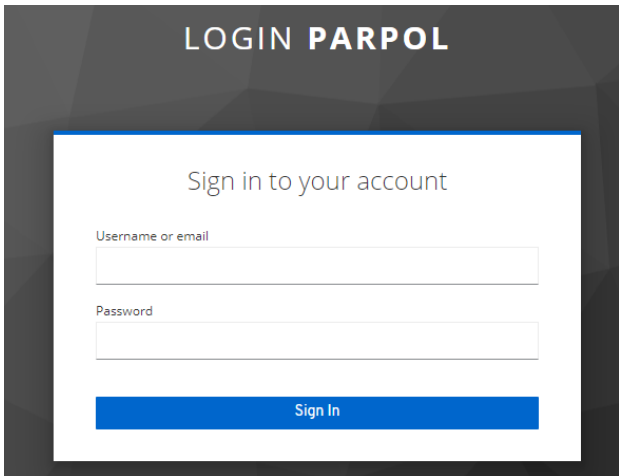 LOGIN PARPOL
Sign in to your account
Username or email
Password
Sign In